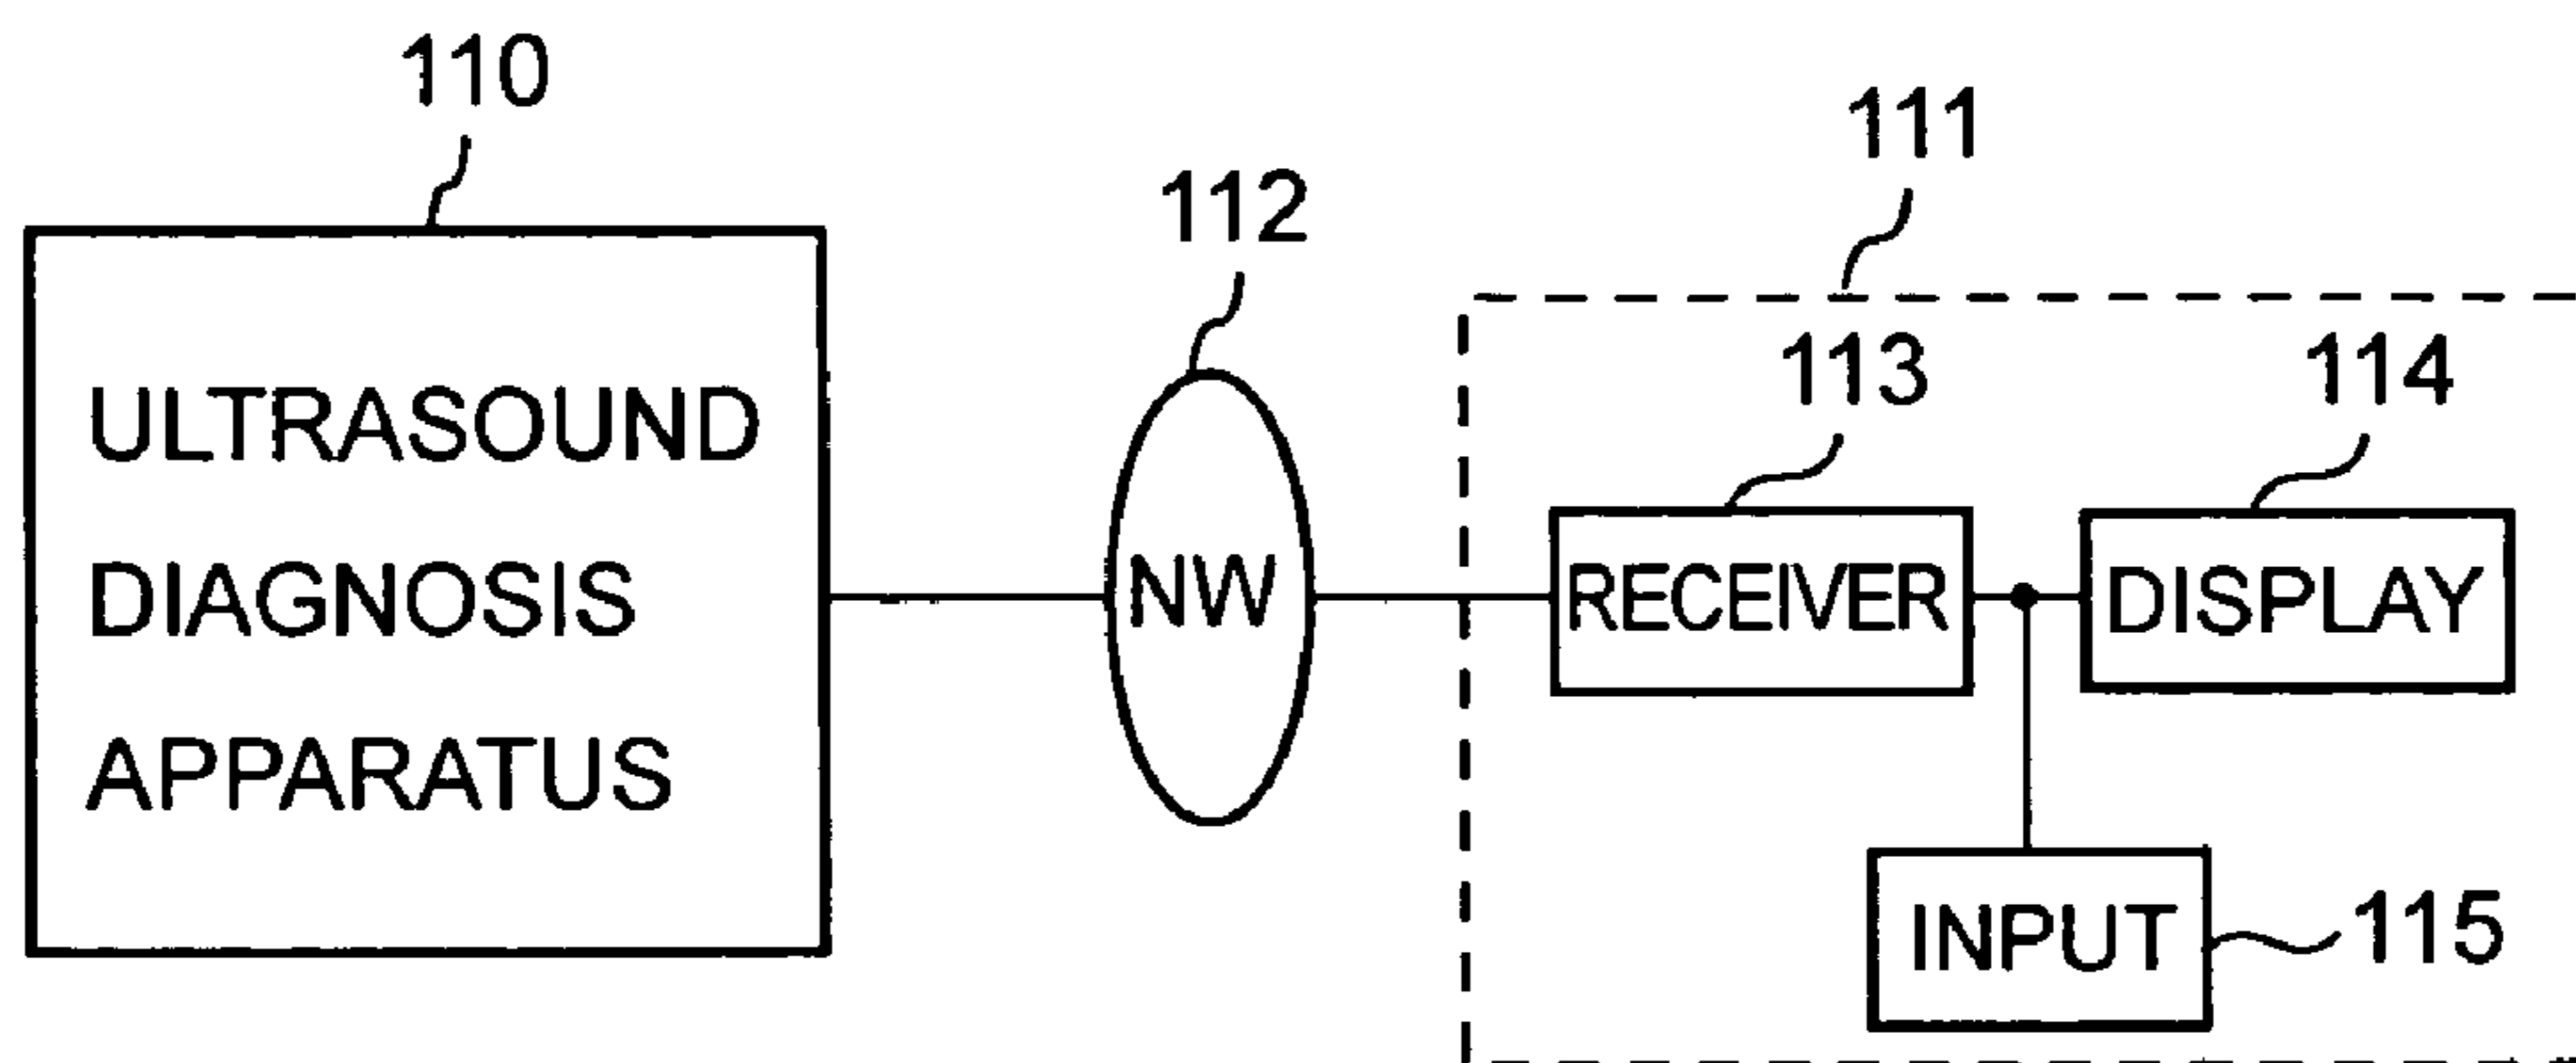 110
111
112
113
114
ULTRASOUND
DIAGNOSIS
APPARATUS
NW
RECEIVER
DISPLAY
INPUT
115